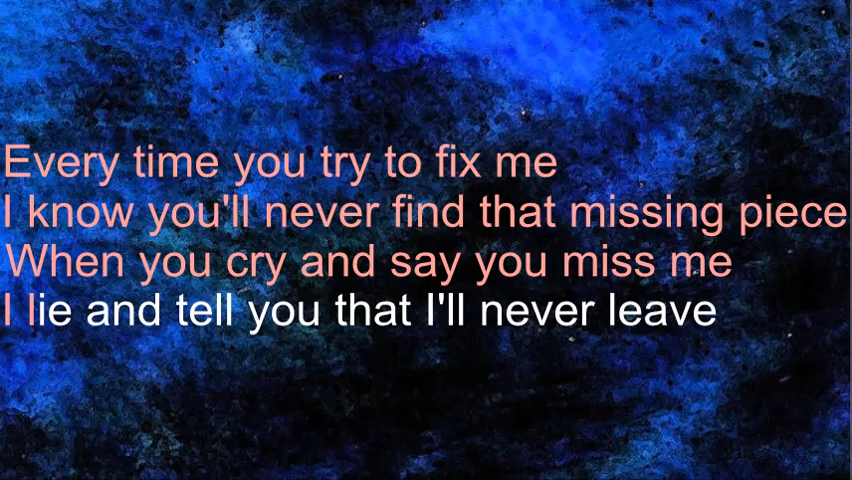 Every time you try to fix me
I know you'll never find that missing piece
When you cry and say you miss me
I lie and tell you that I'll never leave